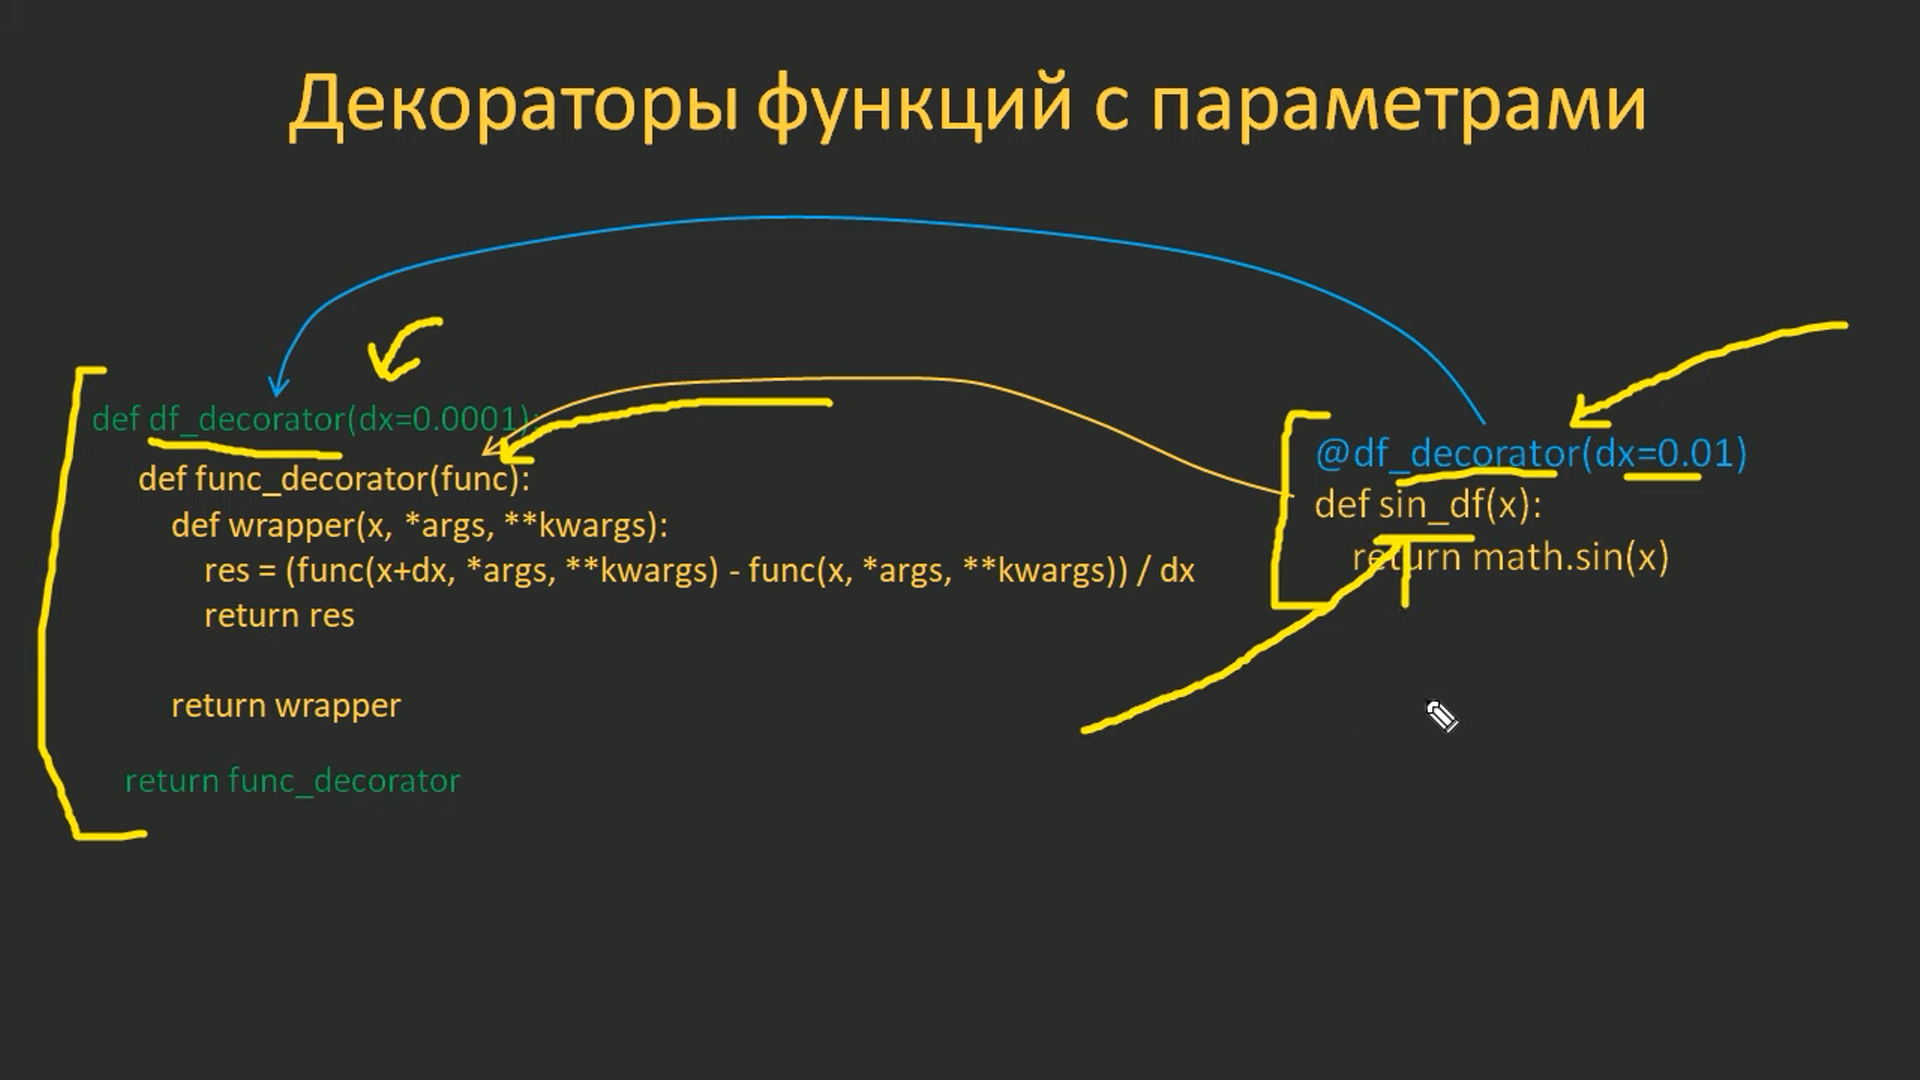 Декораторы функций с параметрами
def df_decorator(dx=0.0001):
def func_decorator(func):
def wrapper(x, *args, **kwargs):
res = (func(x+dx, *args, **kwargs) - func(x, *args, **kwargs)) / dx
return res
return wrapper
return func_decorator
@df_decorator(dx=0.01)
def sin_df(x):
return math.sin(x)